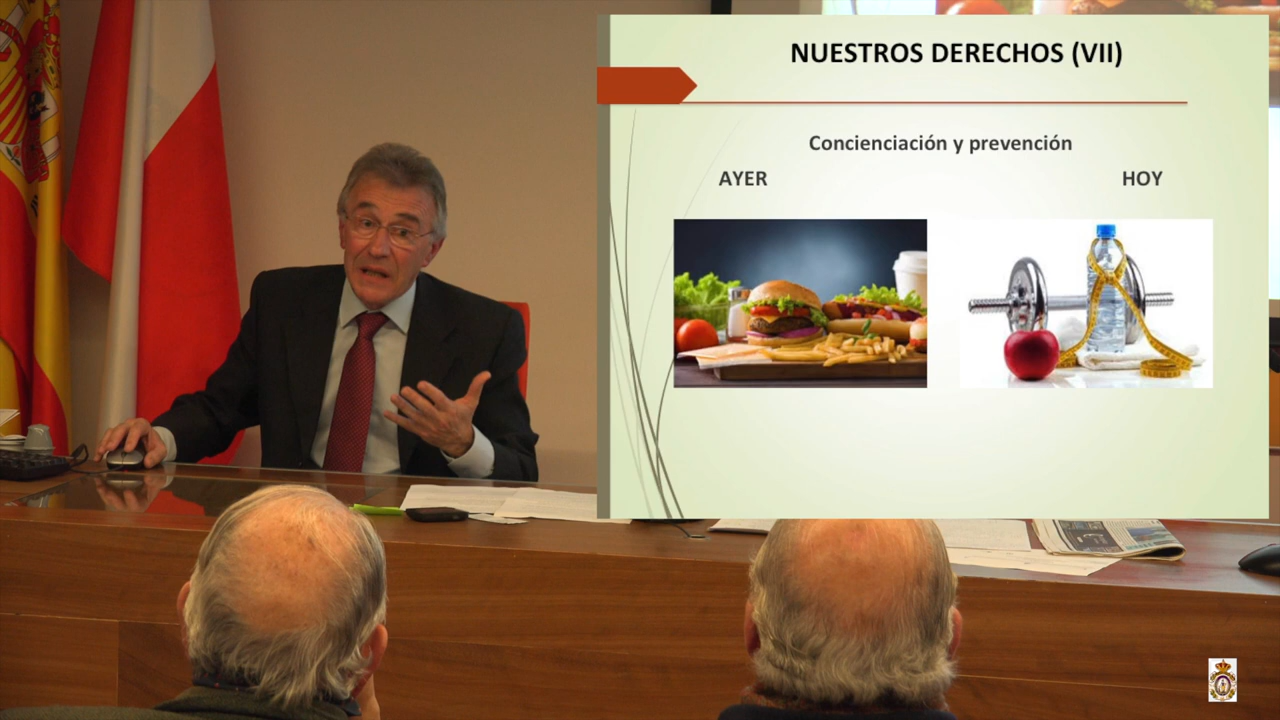 NUESTROS DERECHOS (VII)
Concienciación y prevención
AYER
HOY